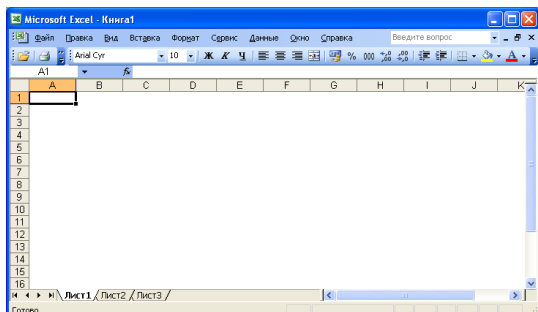 Microsoft Excel - Книга1
Файл Правка Вид Вставка Формат Сервис Данные Окно Справка Введите вопрос
Arial Cyr 10 Ж К Ч % 000
A1 fx
A B C D E F G H I J K
1
2
3
4
5
6
7
8
9
10
11
12
13
14
15
16
Лист1 Лист2 Лист3
Готово